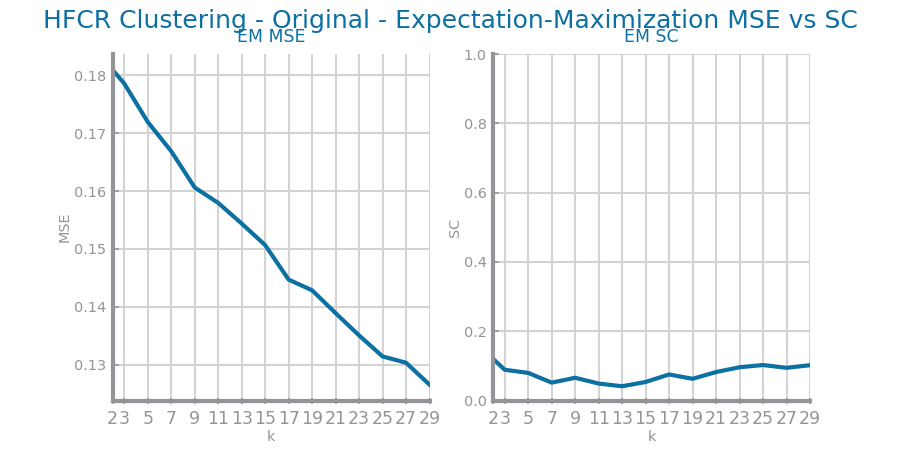 HFCR Clustering - Original - Expectation-Maximization MSE vs SC
EM MSE
MSE
0.18
0.17
0.16
0.15
0.14
0.13
2 3 5 7 9 11 13 15 17 19 21 23 25 27 29
k
EM SC
SC
1.0
0.8
0.6
0.4
0.2
0.0
2 3 5 7 9 11 13 15 17 19 21 23 25 27 29
k